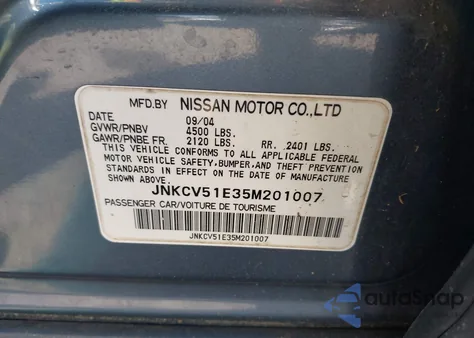 MFD.BY NISSAN MOTOR CO.,LTD
DATE 09/04
GVWR/PNBV 4500 LBS.
GAWR/PNBE FR. 2120 LBS. RR. 2401 LBS.
THIS VEHICLE CONFORMS TO ALL APPLICABLE FEDERAL
MOTOR VEHICLE SAFETY, BUMPER, AND THEFT PREVENTION
STANDARDS IN EFFECT ON THE DATE OF MANUFACTURE
JNKCV51E35M201007
PASSENGER CAR/VOITURE DE TOURISME
JNKCV51E35M201007
autoSnap